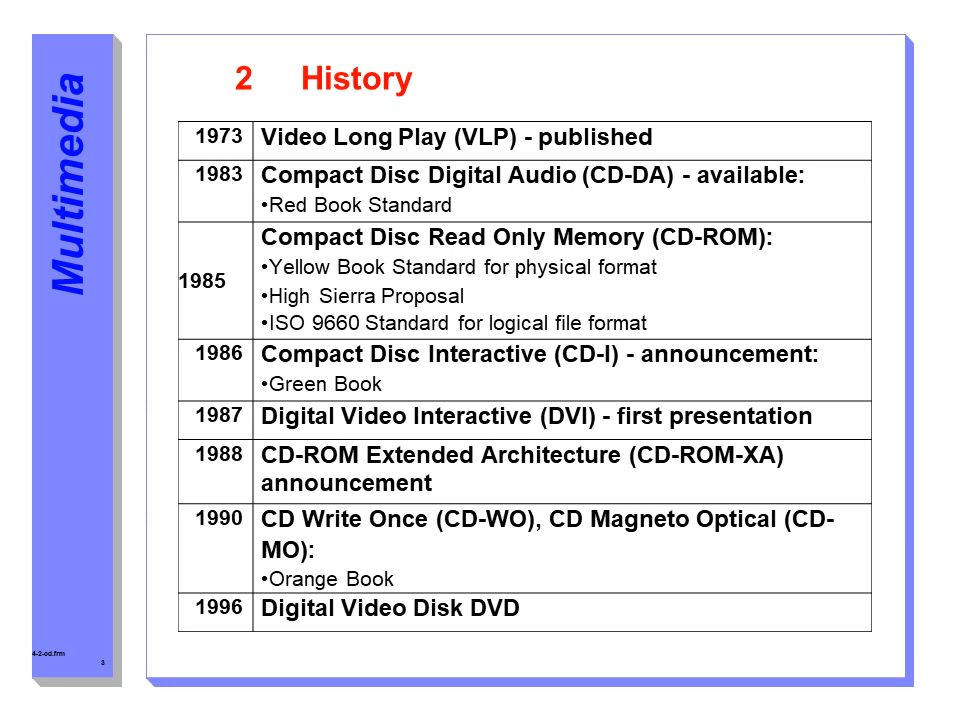 Multimedia
2 History
1973 Video Long Play (VLP) - published
1983 Compact Disc Digital Audio (CD-DA) - available:
•Red Book Standard
1985 Compact Disc Read Only Memory (CD-ROM):
•Yellow Book Standard for physical format
•High Sierra Proposal
•ISO 9660 Standard for logical file format
1986 Compact Disc Interactive (CD-I) - announcement:
•Green Book
1987 Digital Video Interactive (DVI) - first presentation
1988 CD-ROM Extended Architecture (CD-ROM-XA)
announcement
1990 CD Write Once (CD-WO), CD Magneto Optical (CD-
MO):
•Orange Book
1996 Digital Video Disk DVD
4-2-cd.frm
3